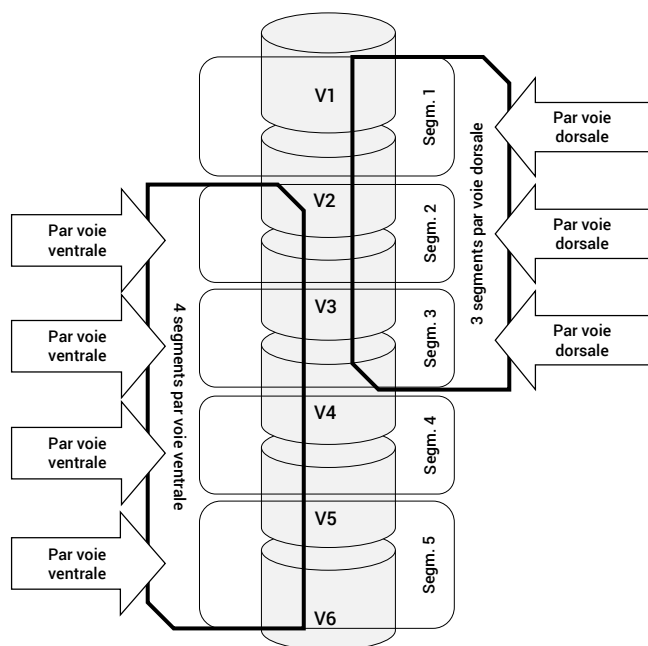 V1
Segm. 1
Par voie
dorsale
3 segments par voie dorsale
V2
Segm. 2
Par voie
ventrale
Par voie
dorsale
4 segments par voie ventrale
V3
Segm. 3
Par voie
ventrale
Par voie
dorsale
V4
Segm. 4
Par voie
ventrale
V5
Segm. 5
Par voie
ventrale
V6